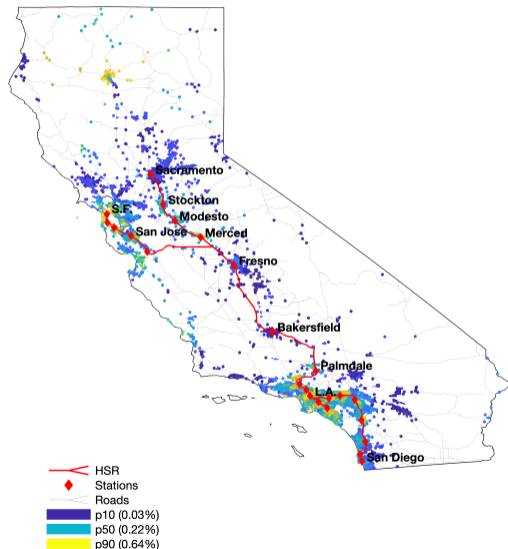 Sacramento
Stockton
S.F.
Modesto
San Jose
Merced
Fresno
Bakersfield
Palmdale
L.A.
San Diego
HSR
Stations
Roads
p10 (0.03%)
p50 (0.22%)
p90 (0.64%)